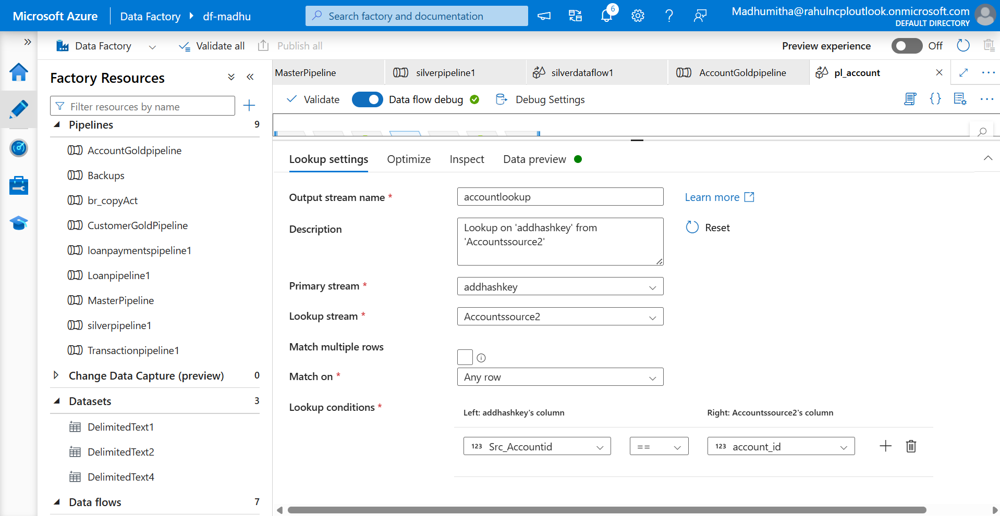 Microsoft Azure
Data Factory
df-madhu
Search factory and documentation
6
Madhumitha@rahulncploutlook.onmicrosoft.com
DEFAULT DIRECTORY
Data Factory
Validate all
Publish all
Preview experience
Off
Factory Resources
Filter resources by name
Pipelines 9
AccountGoldpipeline
Backups
br_copyAct
CustomerGoldPipeline
loanpaymentspipeline1
Loanpipeline1
MasterPipeline
silverpipeline1
Transactionpipeline1
Change Data Capture (preview) 0
Datasets 3
DelimitedText1
DelimitedText2
DelimitedText4
Data flows 7
MasterPipeline
silverpipeline1
silverdataflow1
AccountGoldpipeline
pl_account
Validate
Data flow debug
Debug Settings
Lookup settings
Optimize
Inspect
Data preview
Output stream name *
accountlookup
Learn more
Description
Lookup on 'addhashkey' from
'Accountssource2'
Reset
Primary stream *
addhashkey
Lookup stream *
Accountssource2
Match multiple rows
Match on *
Any row
Lookup conditions *
Left: addhashkey's column
Right: Accountssource2's column
123 Src_Accountid
==
123 account_id